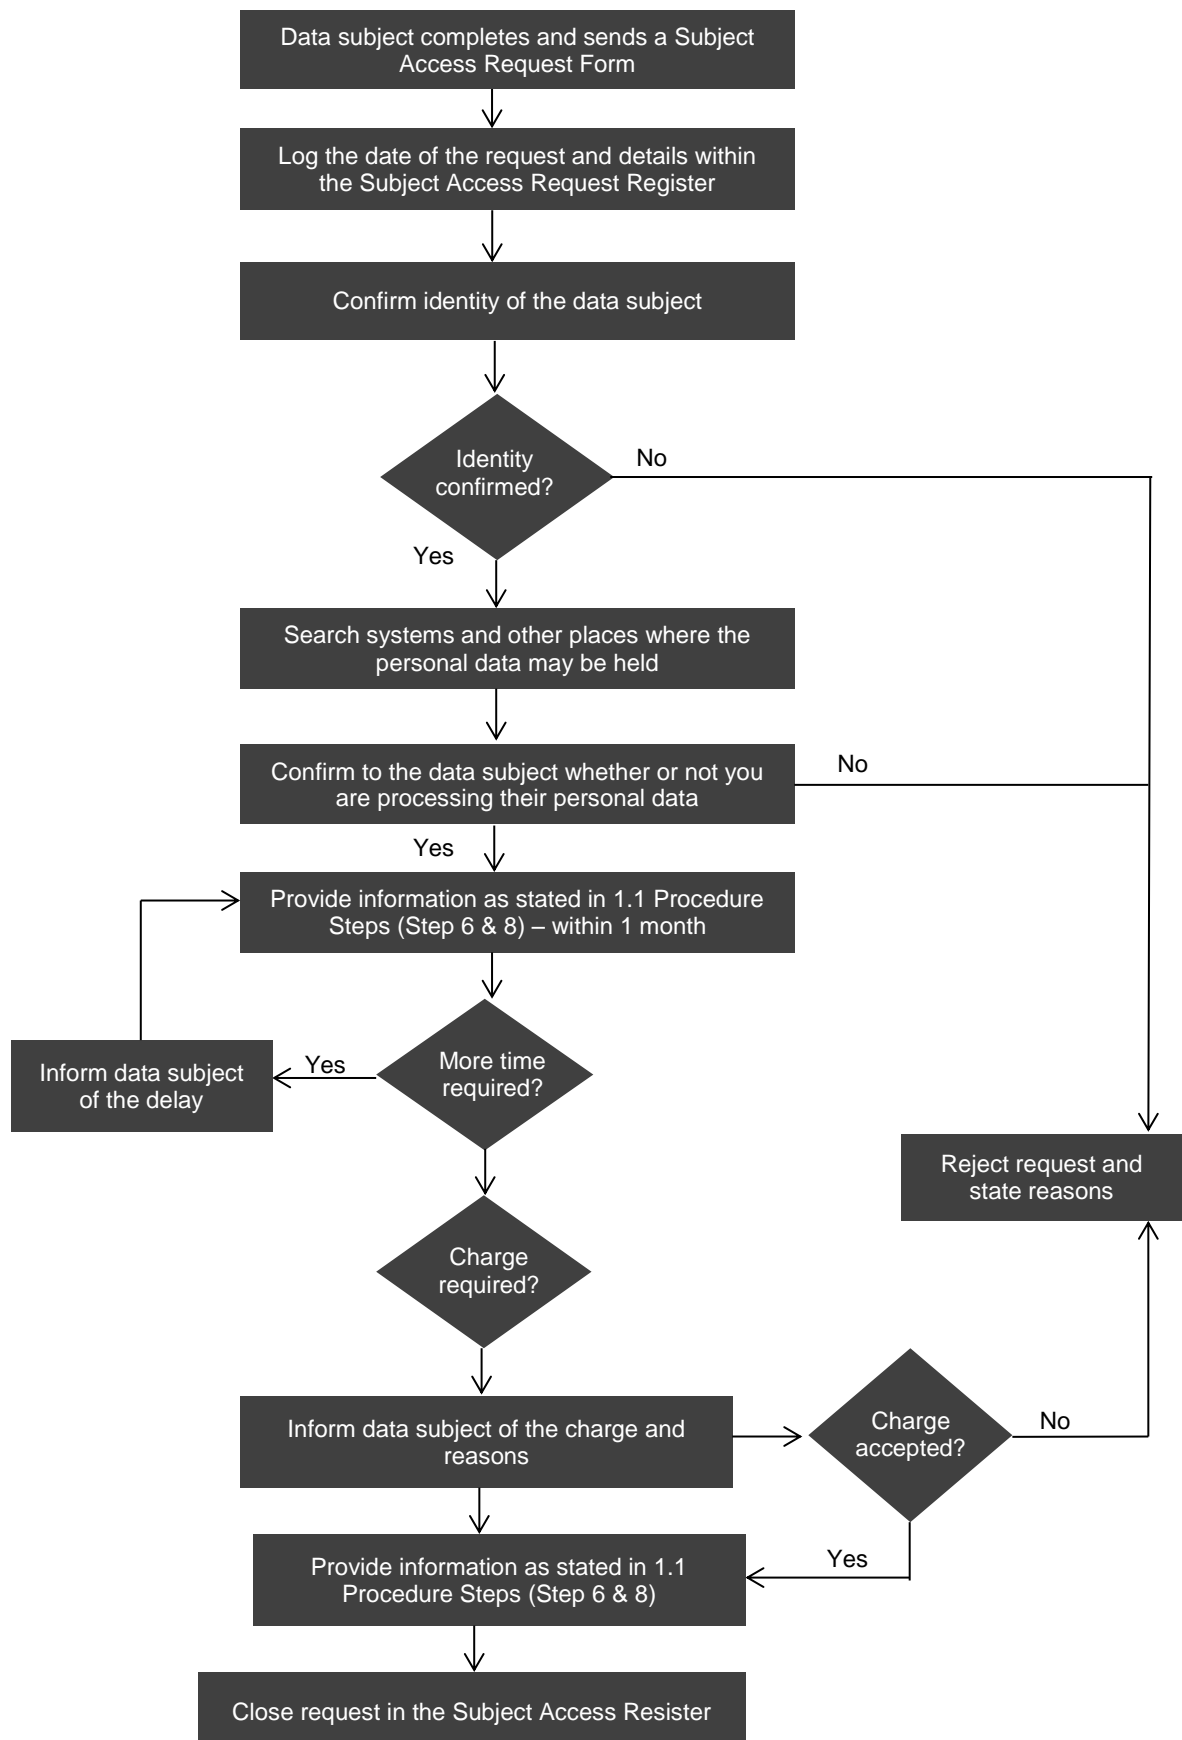 Data subject completes and sends a Subject
Access Request Form
Log the date of the request and details within
the Subject Access Request Register
Confirm identity of the data subject
Identity
confirmed?
No
Yes
Search systems and other places where the
personal data may be held
Confirm to the data subject whether or not you
are processing their personal data
No
Yes
Provide information as stated in 1.1 Procedure
Steps (Step 6 & 8) – within 1 month
More time
required?
Yes
Inform data subject
of the delay
Reject request and
state reasons
Charge
required?
Inform data subject of the charge and
reasons
Charge
accepted?
No
Yes
Provide information as stated in 1.1
Procedure Steps (Step 6 & 8)
Close request in the Subject Access Resister